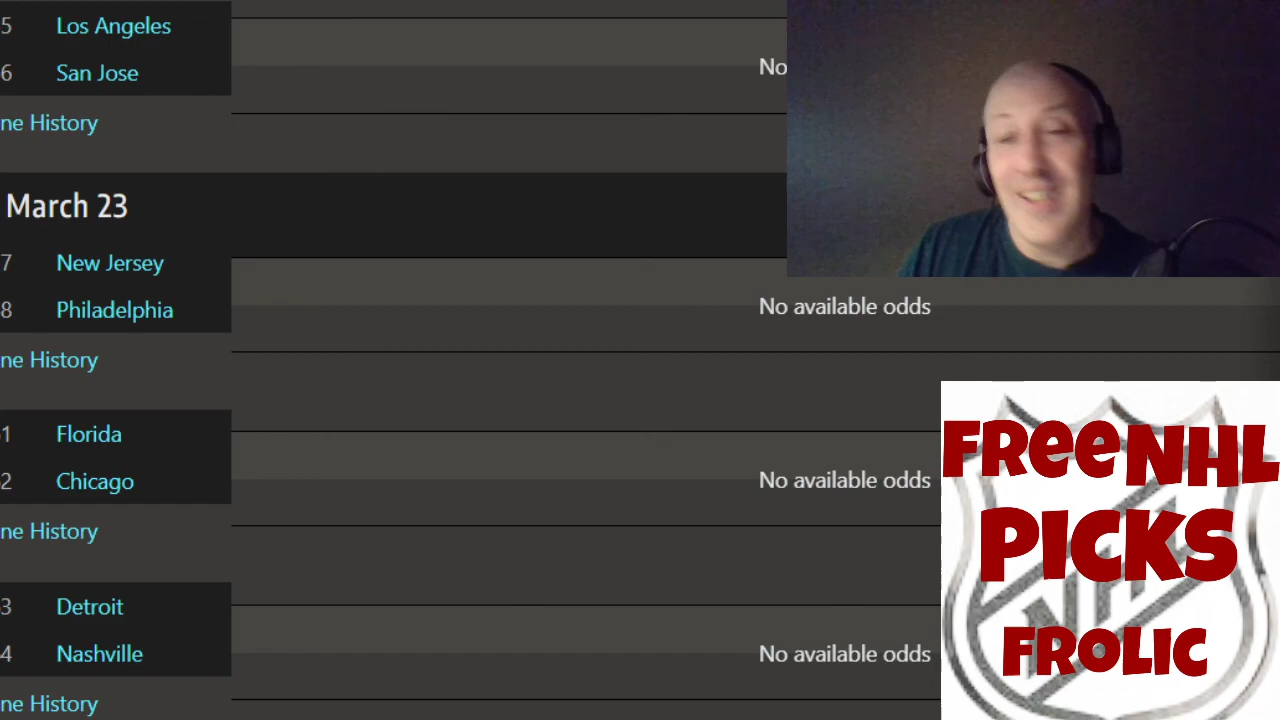 5 Los Angeles
6 San Jose
No
ne History
March 23
7 New Jersey
8 Philadelphia
No available odds
ne History
1 Florida
2 Chicago
No available odds
ne History
3 Detroit
4 Nashville
No available odds
ne History
FReeNHL
PICKS
FROLIC
NHL